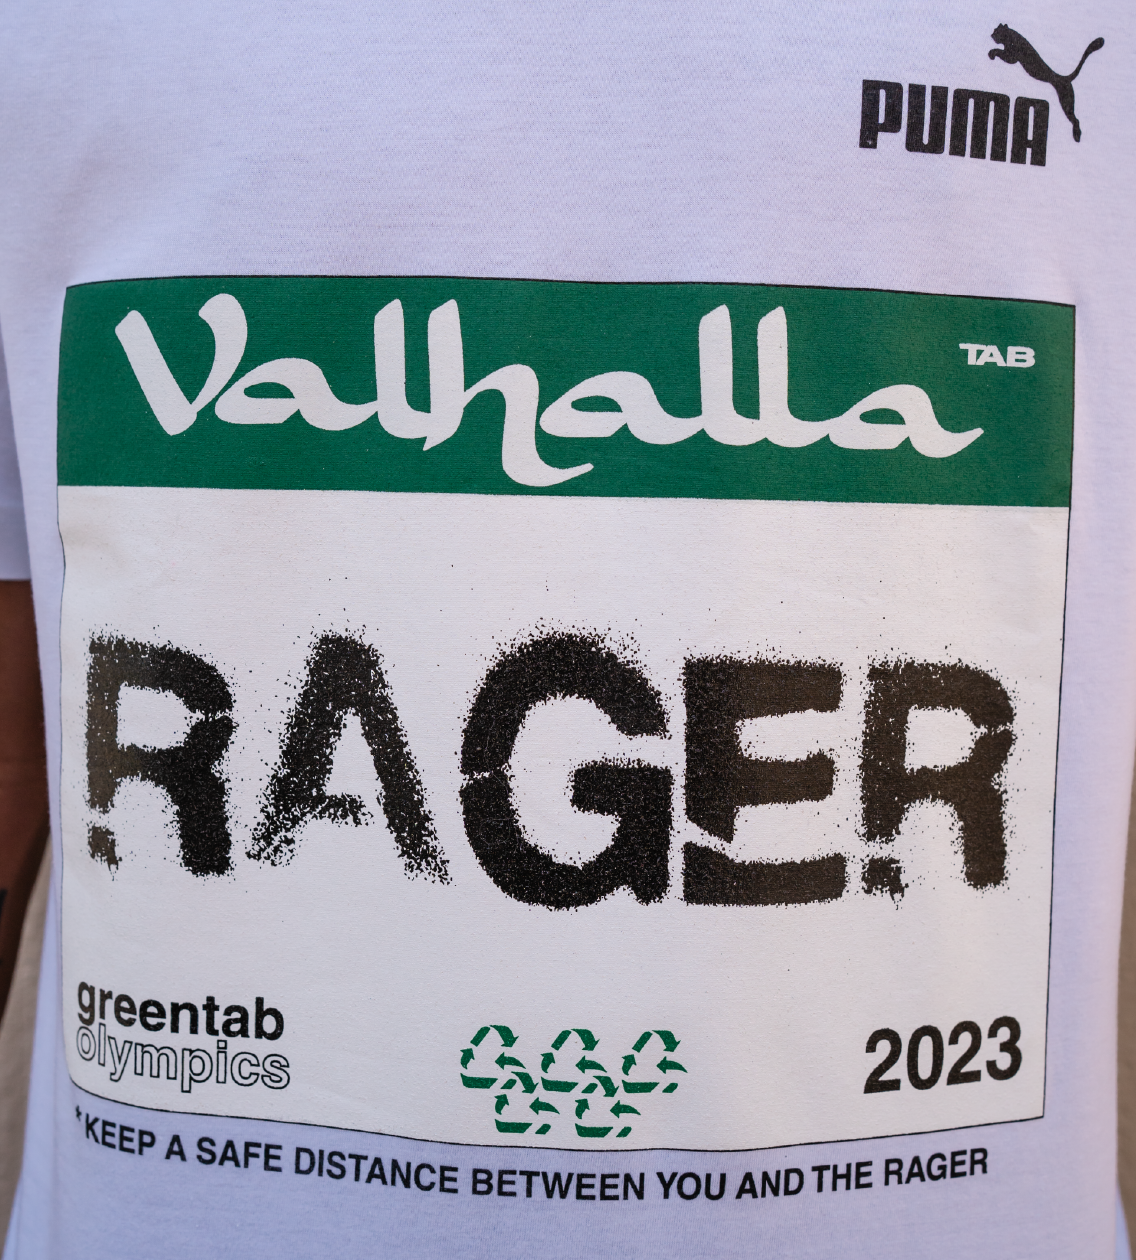 PUMA
Valhalla
TAB
RAGER
greentab
olympics
2023
*KEEP A SAFE DISTANCE BETWEEN YOU AND THE RAGER